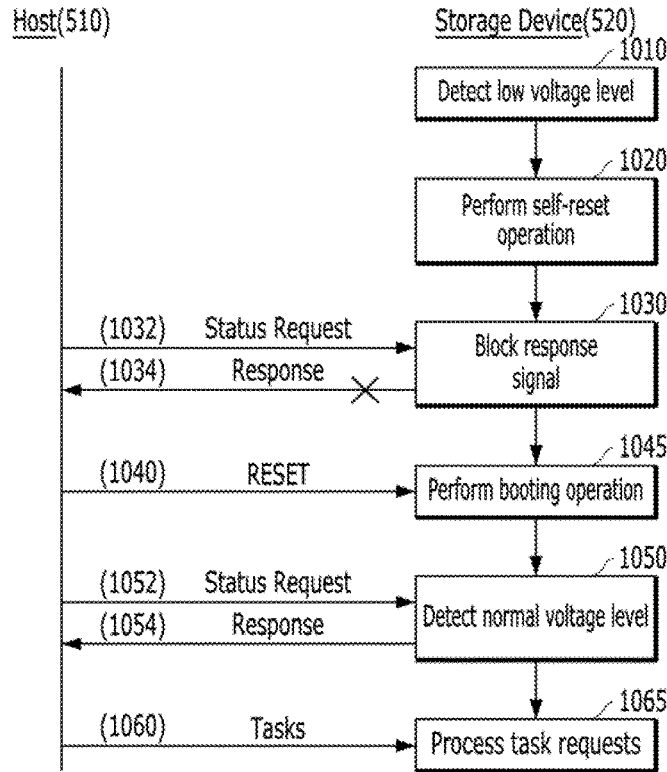 Host(510) Storage Device(520)
1010
Detect low voltage level
1020
Perform self-reset
operation
1030
(1032) Status Request
Block response
signal
(1034) Response
1045
(1040) RESET
Perform booting operation
1050
(1052) Status Request
Detect normal voltage level
(1054) Response
1065
(1060) Tasks
Process task requests